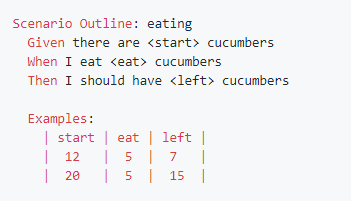 Scenario Outline: eating
  Given there are <start> cucumbers
  When I eat <eat> cucumbers
  Then I should have <left> cucumbers

  Examples:
    | start | eat | left |
    |  12   |  5  |  7   |
    |  20   |  5  |  15  |